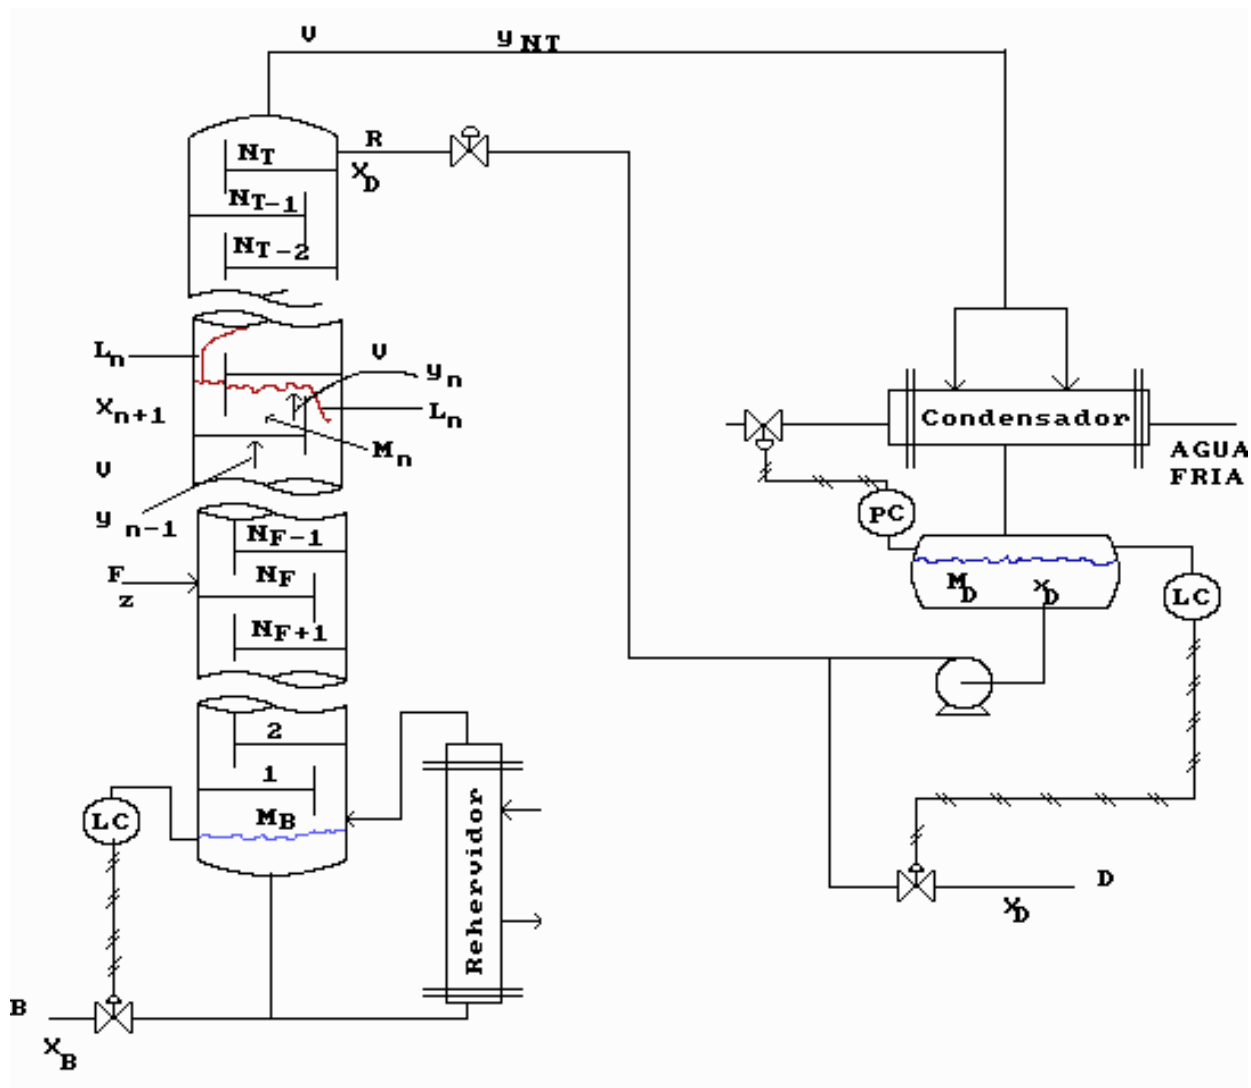 V
yNT
NT
R
XD
NT-1
NT-2
Ln
V
yn
Xn+1
Ln
Mn
V
yn-1
Condensador
AGUA
FRIA
PC
NF-1
F
NF
z
MD
XD
LC
NF+1
2
1
LC
MB
Rehervidor
D
XD
B
XB